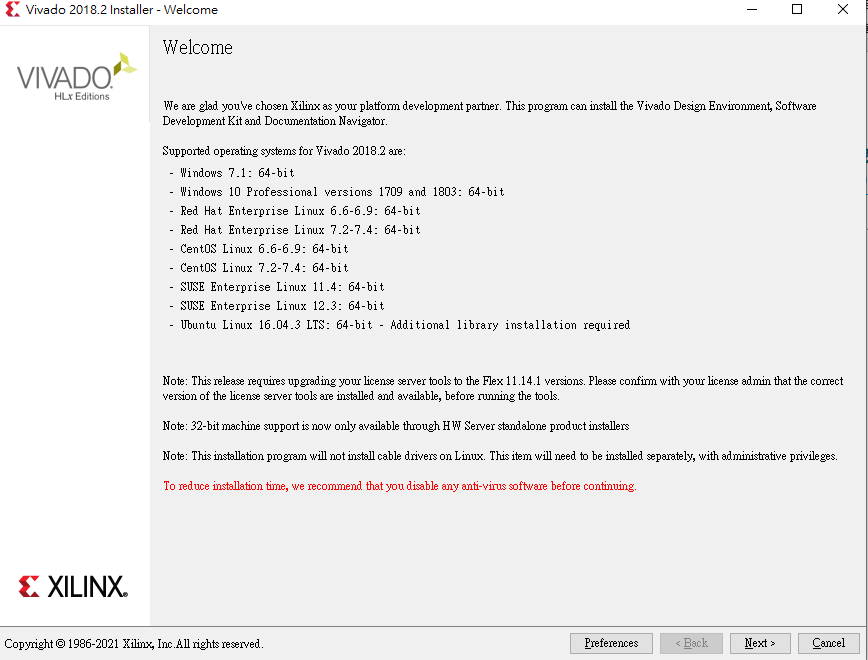 Vivado 2018.2 Installer - Welcome
VIVADO.
HLx Editions
Welcome
We are glad you've chosen Xilinx as your platform development partner. This program can install the Vivado Design Environment, Software
Development Kit and Documentation Navigator.
Supported operating systems for Vivado 2018.2 are:
- Windows 7.1: 64-bit
- Windows 10 Professional versions 1709 and 1803: 64-bit
- Red Hat Enterprise Linux 6.6-6.9: 64-bit
- Red Hat Enterprise Linux 7.2-7.4: 64-bit
- CentOS Linux 6.6-6.9: 64-bit
- CentOS Linux 7.2-7.4: 64-bit
- SUSE Enterprise Linux 11.4: 64-bit
- SUSE Enterprise Linux 12.3: 64-bit
- Ubuntu Linux 16.04.3 LTS: 64-bit - Additional library installation required
Note: This release requires upgrading your license server tools to the Flex 11.14.1 versions. Please confirm with your license admin that the correct
version of the license server tools are installed and available, before running the tools.
Note: 32-bit machine support is now only available through HW Server standalone product installers
Note: This installation program will not install cable drivers on Linux. This item will need to be installed separately, with administrative privileges.
To reduce installation time, we recommend that you disable any anti-virus software before continuing.
XILINX.
Copyright © 1986-2021 Xilinx, Inc.All rights reserved.
Preferences
< Back
Next >
Cancel